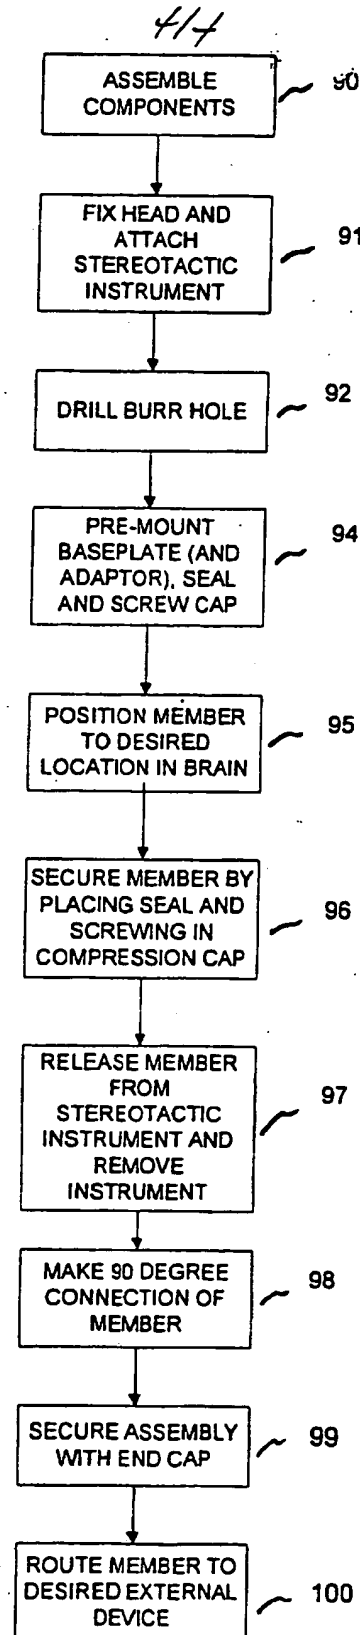 4/4
ASSEMBLE
COMPONENTS
90
FIX HEAD AND
ATTACH
STEREOTACTIC
INSTRUMENT
91
DRILL BURR HOLE
92
PRE-MOUNT
BASEPLATE (AND
ADAPTOR), SEAL
AND SCREW CAP
94
POSITION MEMBER
TO DESIRED
LOCATION IN BRAIN
95
SECURE MEMBER BY
PLACING SEAL AND
SCREWING IN
COMPRESSION CAP
96
RELEASE MEMBER
FROM
STEREOTACTIC
INSTRUMENT AND
REMOVE
INSTRUMENT
97
MAKE 90 DEGREE
CONNECTION OF
MEMBER
98
SECURE ASSEMBLY
WITH END CAP
99
ROUTE MEMBER TO
DESIRED EXTERNAL
DEVICE
100